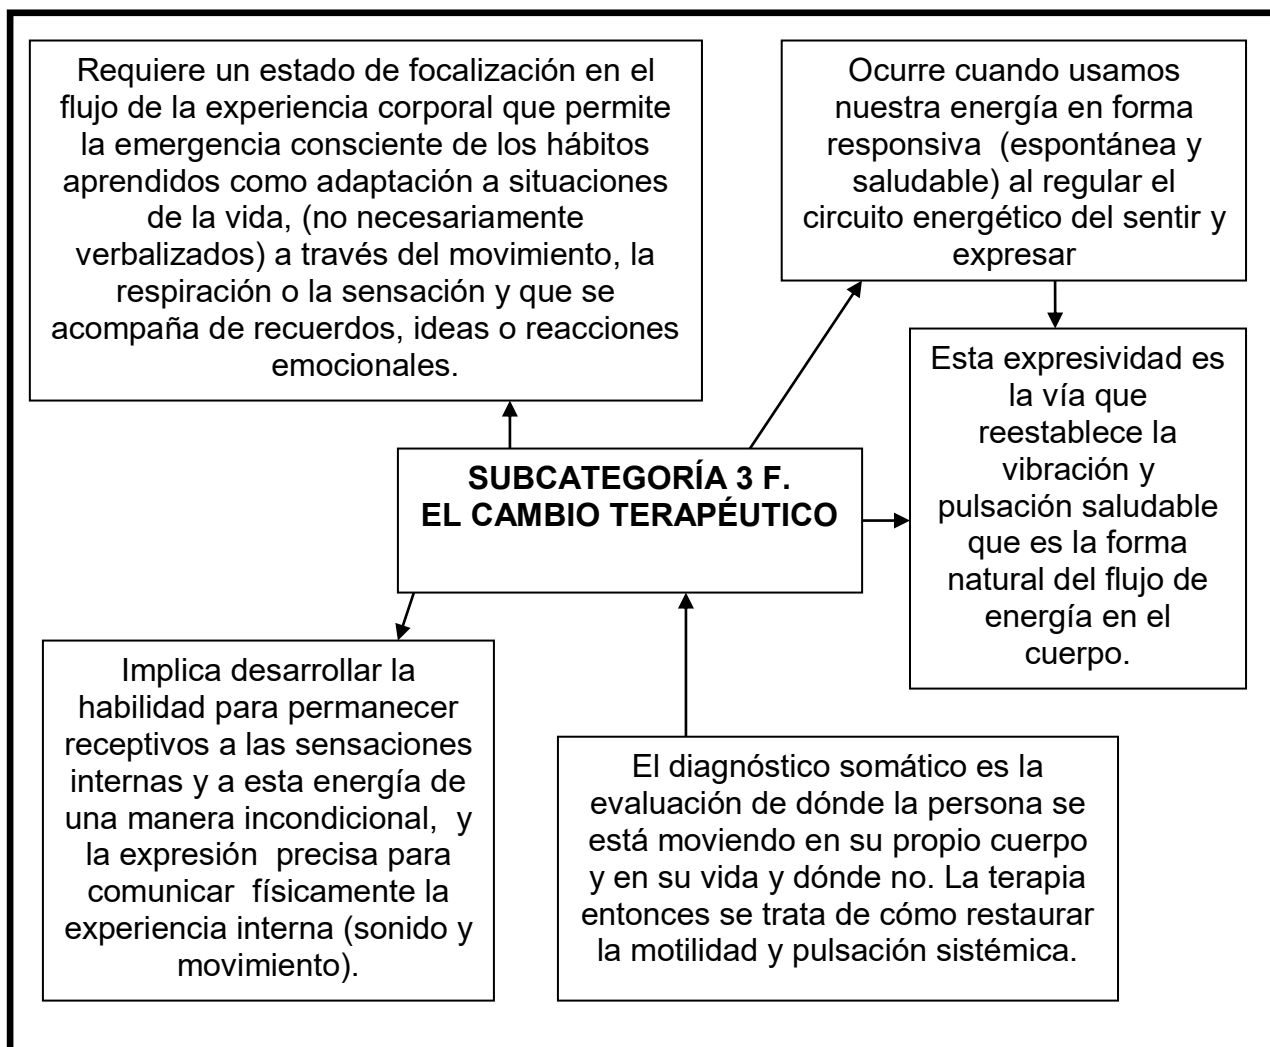 Requiere un estado de focalización en el
flujo de la experiencia corporal que permite
la emergencia consciente de los hábitos
aprendidos como adaptación a situaciones
de la vida, (no necesariamente
verbalizados) a través del movimiento, la
respiración o la sensación y que se
acompaña de recuerdos, ideas o reacciones
emocionales.
Ocurre cuando usamos
nuestra energía en forma
responsiva  (espontánea y
saludable) al regular el
circuito energético del sentir y
expresar
Esta expresividad es
la vía que
reestablece la
vibración y
pulsación saludable
que es la forma
natural del flujo de
energía en el
cuerpo.
SUBCATEGORÍA 3 F.
EL CAMBIO TERAPÉUTICO
Implica desarrollar la
habilidad para permanecer
receptivos a las sensaciones
internas y a esta energía de
una manera incondicional,  y
la expresión  precisa para
comunicar  físicamente la
experiencia interna (sonido y
movimiento).
El diagnóstico somático es la
evaluación de dónde la persona se
está moviendo en su propio cuerpo
y en su vida y dónde no. La terapia
entonces se trata de cómo restaurar
la motilidad y pulsación sistémica.